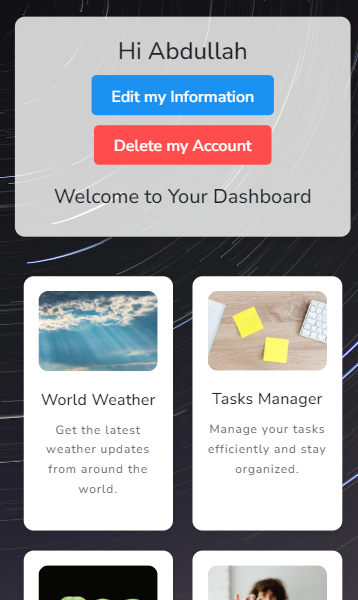 Hi Abdullah
Edit my Information
Delete my Account
Welcome to Your Dashboard
World Weather
Get the latest
weather updates
from around the
world.
Tasks Manager
Manage your tasks
efficiently and stay
organized.